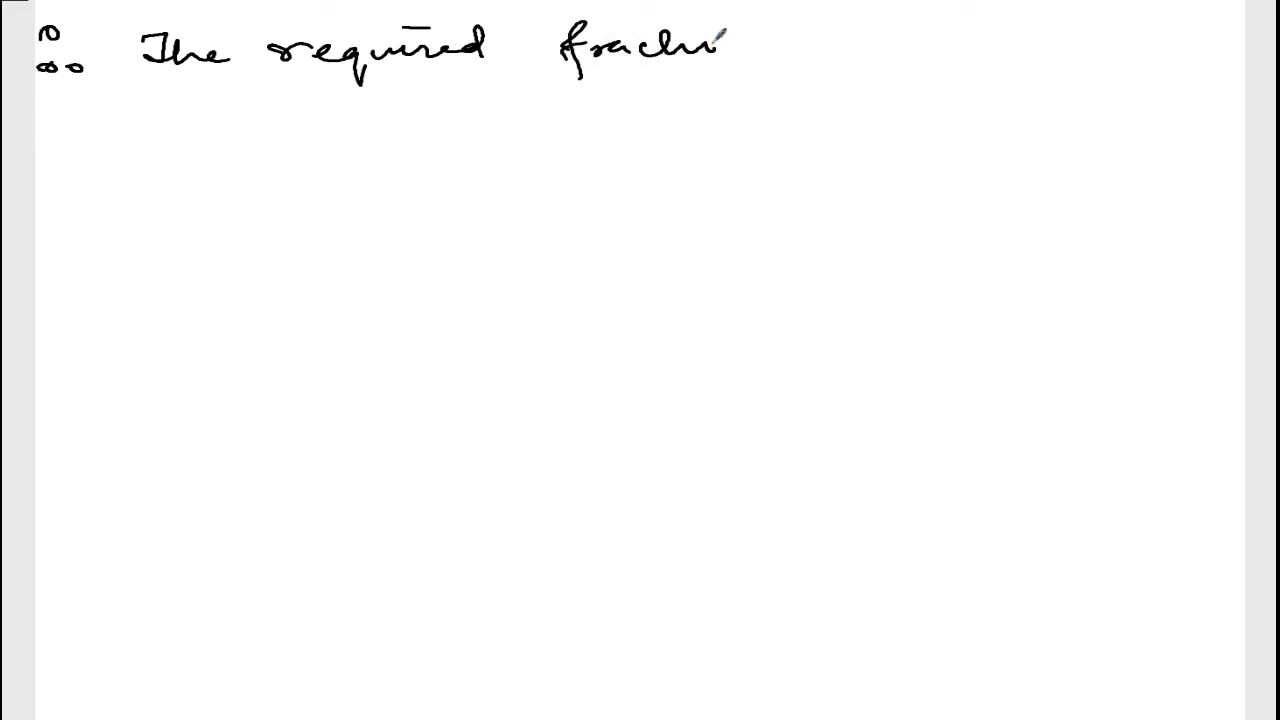 ∴ The required fracti